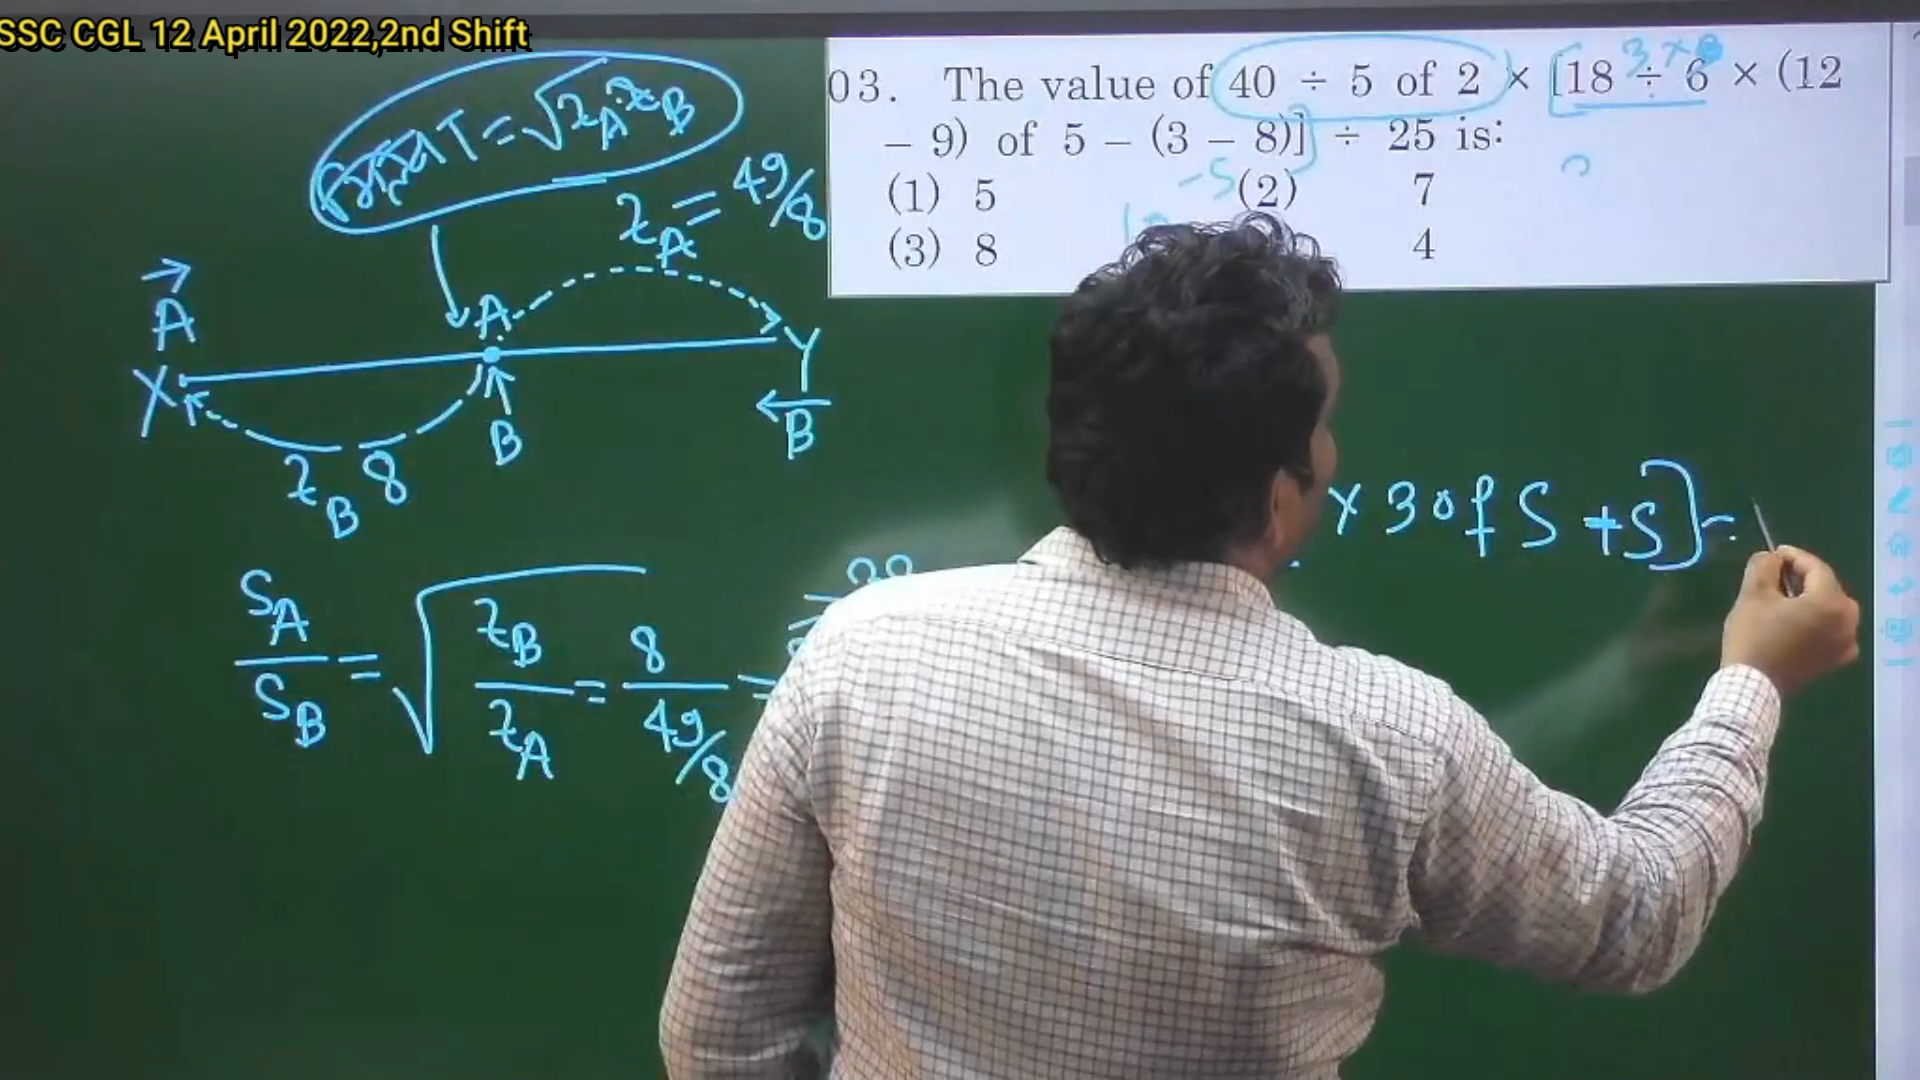 SSC CGL 12 April 2022,2nd Shift
03. The value of 40 ÷ 5 of 2 × [18 ÷ 6 × (12
– 9) of 5 – (3 – 8)] ÷ 25 is:
(1) 5 (2) 7
(3) 8 4
3 ×
-5
T = √t_A × t_B
t_A = 49/8
A
A
X Y
B B
t_B 8
× 3 of 5 + 5] ÷
S_A/S_B = √t_B/t_A = 8/(49/8) =